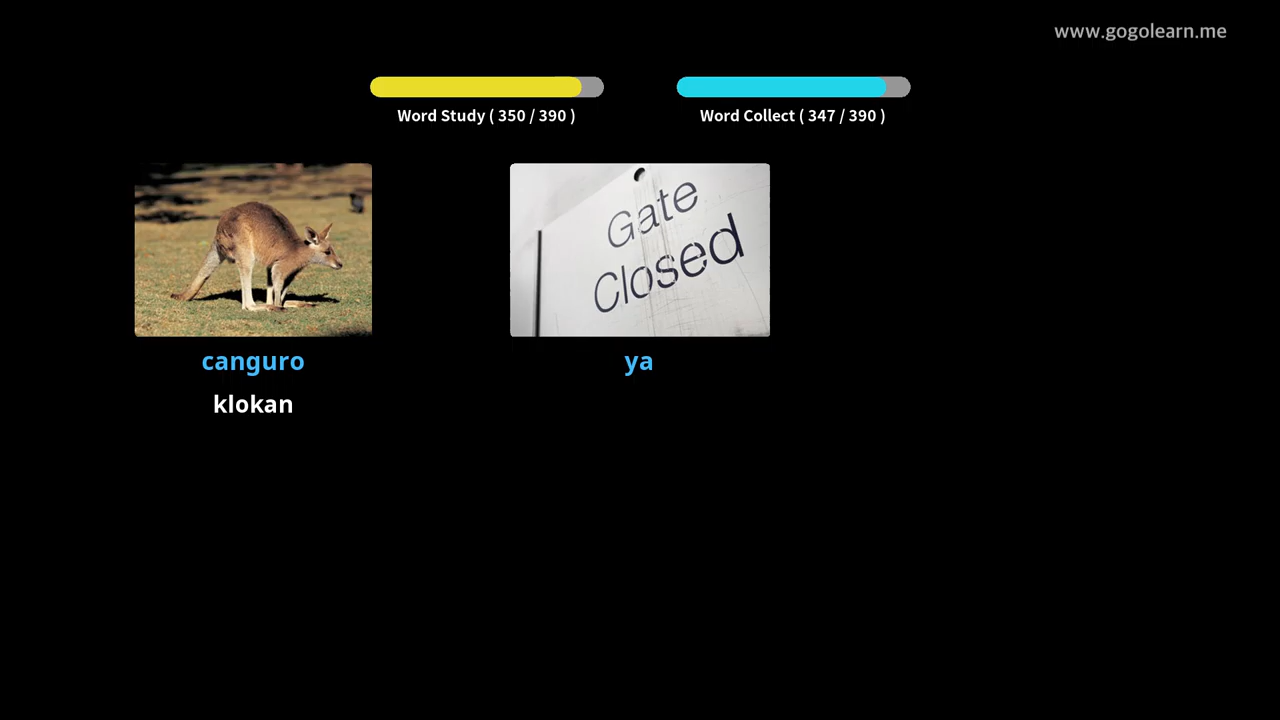 www.gogolearn.me
Word Study ( 350 / 390 )
Word Collect ( 347 / 390 )
Gate
Closed
canguro
ya
klokan